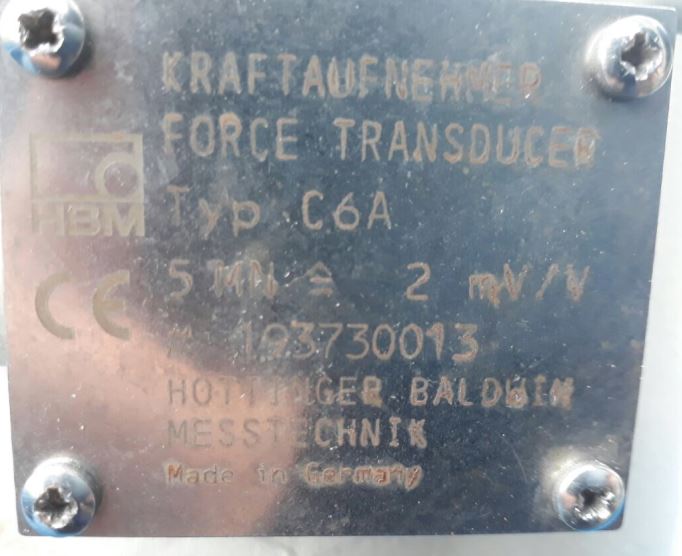 KRAFTAUFNEHMER
FORCE TRANSDUCER
HBM
Typ C6A
5 MN ≙ 2 mV/V
CE
193730013
HOTTINGER BALDWIN
MESSTECHNIK
Made in Germany